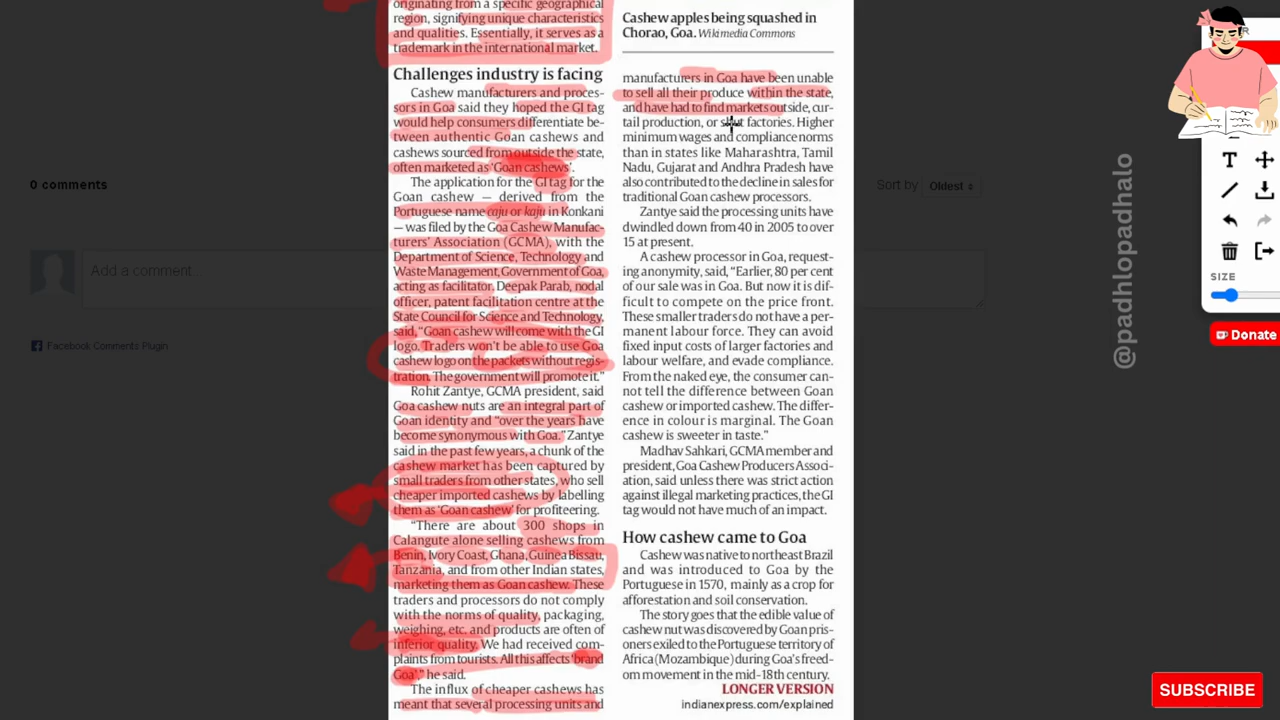 originating from a specific geographical
region, signifying unique characteristics
and qualities. Essentially, it serves as a
trademark in the international market.
Challenges industry is facing
Cashew manufacturers and proces-
sors in Goa said they hoped the GI tag
would help consumers differentiate be-
tween authentic Goan cashews and
cashews sourced from outside the state,
often marketed as ‘Goan cashews’.
The application for the GI tag for the
Goan cashew — derived from the
Portuguese name caju or kaju in Konkani
— was filed by the Goa Cashew Manufac-
turers’ Association (GCMA), with the
Department of Science, Technology and
Waste Management, Government of Goa,
acting as facilitator. Deepak Parab, nodal
officer, patent facilitation centre at the
State Council for Science and Technology,
said, “Goan cashew will come with the GI
logo. Traders won’t be able to use Goa
cashew logo on the packets without regis-
tration. The government will promote it.”
Rohit Zantye, GCMA president, said
Goa cashew nuts are an integral part of
Goan identity and “over the years have
become synonymous with Goa.” Zantye
said in the past few years, a chunk of the
cashew market has been captured by
small traders from other states, who sell
cheaper imported cashews by labelling
them as ‘Goan cashew’ for profiteering.
“There are about 300 shops in
Calangute alone selling cashews from
Benin, Ivory Coast, Ghana, Guinea Bissau,
Tanzania, and from other Indian states,
marketing them as Goan cashew. These
traders and processors do not comply
with the norms of quality, packaging,
weighing, etc. and products are often of
inferior quality. We had received com-
plaints from tourists. All this affects ‘brand
Goa’,” he said.
The influx of cheaper cashews has
meant that several processing units and
Cashew apples being squashed in
Chorao, Goa. Wikimedia Commons
manufacturers in Goa have been unable
to sell all their produce within the state,
and have had to find markets outside, cur-
tail production, or shut factories. Higher
minimum wages and compliance norms
than in states like Maharashtra, Tamil
Nadu, Gujarat and Andhra Pradesh have
also contributed to the decline in sales for
traditional Goan cashew processors.
Zantye said the processing units have
dwindled down from 40 in 2005 to over
15 at present.
A cashew processor in Goa, request-
ing anonymity, said, “Earlier, 80 per cent
of our sale was in Goa. But now it is dif-
ficult to compete on the price front.
These smaller traders do not have a per-
manent labour force. They can avoid
fixed input costs of larger factories and
labour welfare, and evade compliance.
From the naked eye, the consumer can-
not tell the difference between Goan
cashew or imported cashew. The differ-
ence in colour is marginal. The Goan
cashew is sweeter in taste.”
Madhav Sahkari, GCMA member and
president, Goa Cashew Producers Associ-
ation, said unless there was strict action
against illegal marketing practices, the GI
tag would not have much of an impact.
How cashew came to Goa
Cashew was native to northeast Brazil
and was introduced to Goa by the
Portuguese in 1570, mainly as a crop for
afforestation and soil conservation.
The story goes that the edible value of
cashew nut was discovered by Goan pris-
oners exiled to the Portuguese territory of
Africa (Mozambique) during Goa’s freed-
om movement in the mid-18th century.
LONGER VERSION
indianexpress.com/explained
0 comments
Sort by Oldest
Add a comment
Facebook Comments Plugin
@padhlopadhalo
T
SIZE
Donate
SUBSCRIBE